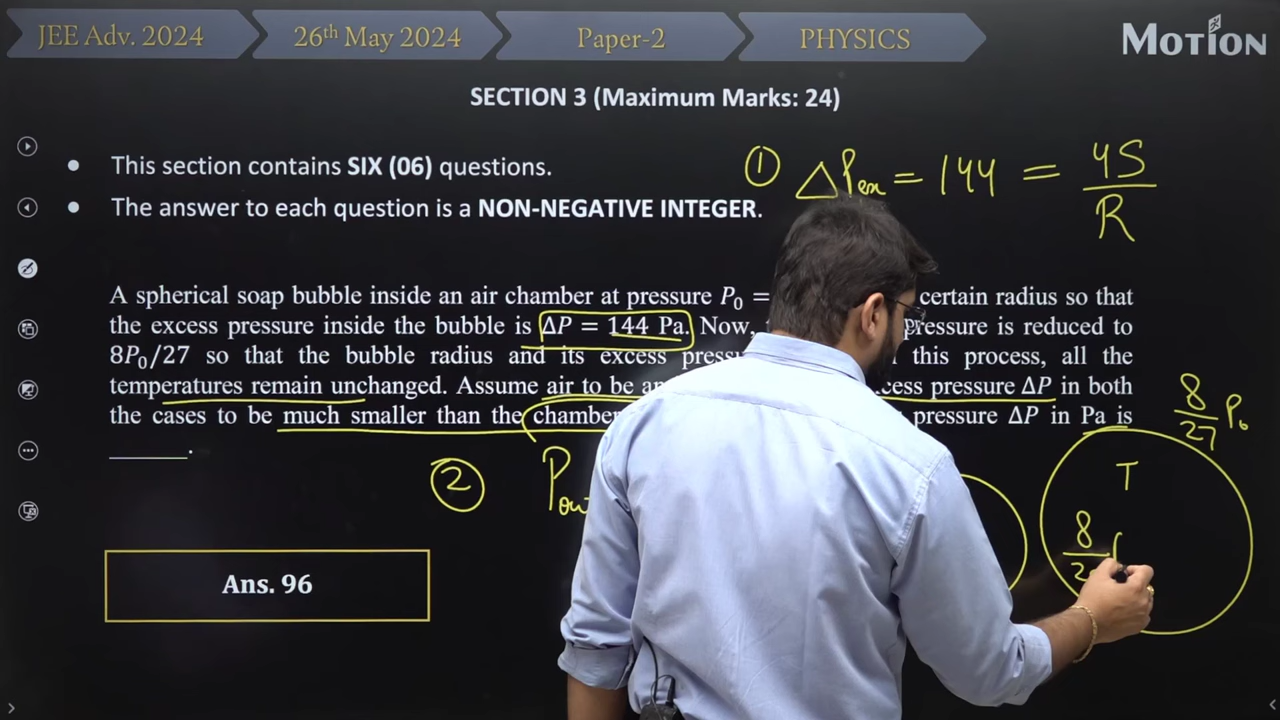 JEE Adv. 2024 26th May 2024 Paper-2 PHYSICS MOTION
SECTION 3 (Maximum Marks: 24)
• This section contains SIX (06) questions.
• The answer to each question is a NON-NEGATIVE INTEGER.
① ΔPex = 144 = 4S/R
A spherical soap bubble inside an air chamber at pressure P₀ = certain radius so that
the excess pressure inside the bubble is ΔP = 144 Pa. Now, pressure is reduced to
8P₀/27 so that the bubble radius and its excess this process, all the
temperatures remain unchanged. Assume air to be pressure ΔP in both
the cases to be much smaller than the chamber pressure ΔP in Pa is
______.
8/27 P₀
②
T
8
Ans. 96